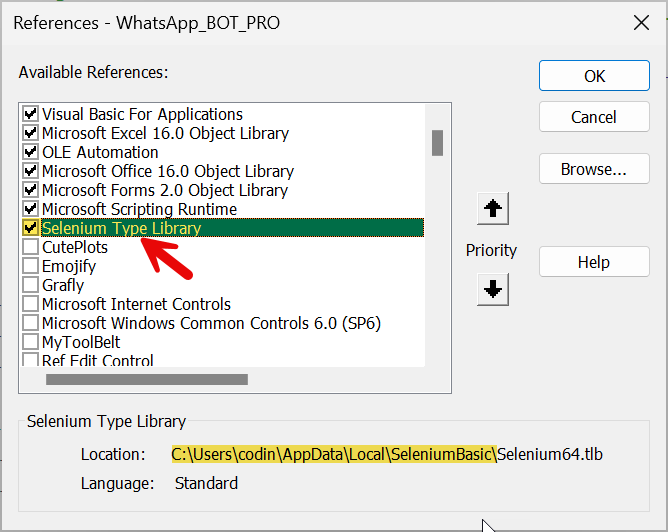 References - WhatsApp_BOT_PRO
Available References:
OK
Cancel
Browse...
Visual Basic For Applications
Microsoft Excel 16.0 Object Library
OLE Automation
Microsoft Office 16.0 Object Library
Microsoft Forms 2.0 Object Library
Microsoft Scripting Runtime
Selenium Type Library
CutePlots
Emojify
Grafly
Microsoft Internet Controls
Microsoft Windows Common Controls 6.0 (SP6)
MyToolBelt
Ref Edit Control
Priority
Help
Selenium Type Library
Location: C:\Users\codin\AppData\Local\SeleniumBasic\Selenium64.tlb
Language: Standard